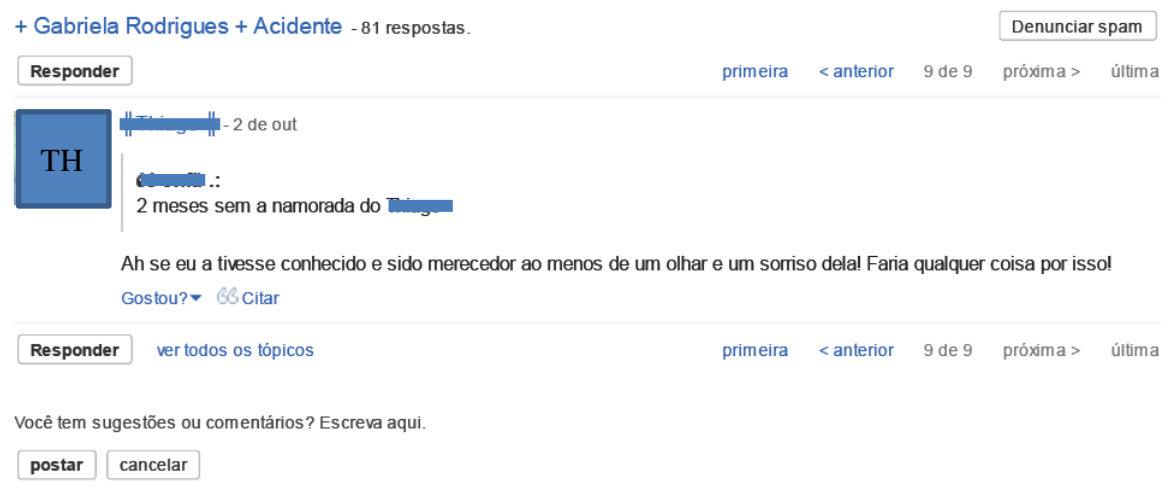 + Gabriela Rodrigues + Acidente - 81 respostas.
Denunciar spam
Responder
primeira < anterior 9 de 9 próxima > última
TH
- 2 de out
.:
2 meses sem a namorada do
Ah se eu a tivesse conhecido e sido merecedor ao menos de um olhar e um sorriso dela! Faria qualquer coisa por isso!
Gostou? Citar
Responder ver todos os tópicos
primeira < anterior 9 de 9 próxima > última
Você tem sugestões ou comentários? Escreva aqui.
postar cancelar